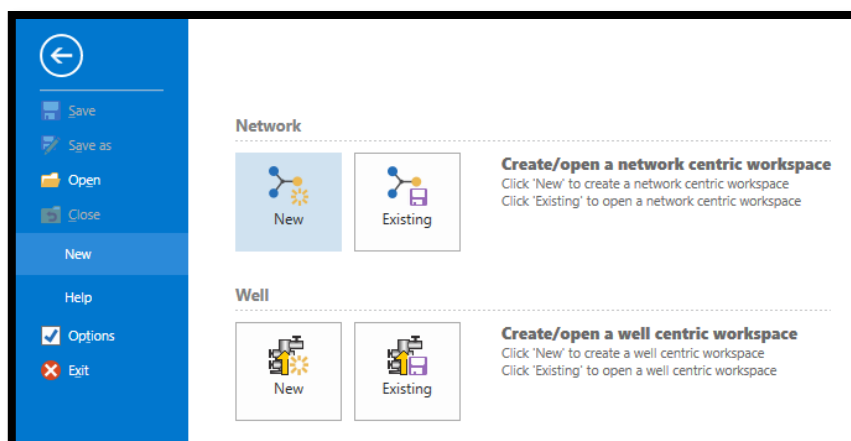 Save
Save as
Open
Close
New
Help
Options
Exit
Network
New
Existing
Create/open a network centric workspace
Click 'New' to create a network centric workspace
Click 'Existing' to open a network centric workspace
Well
New
Existing
Create/open a well centric workspace
Click 'New' to create a well centric workspace
Click 'Existing' to open a well centric workspace